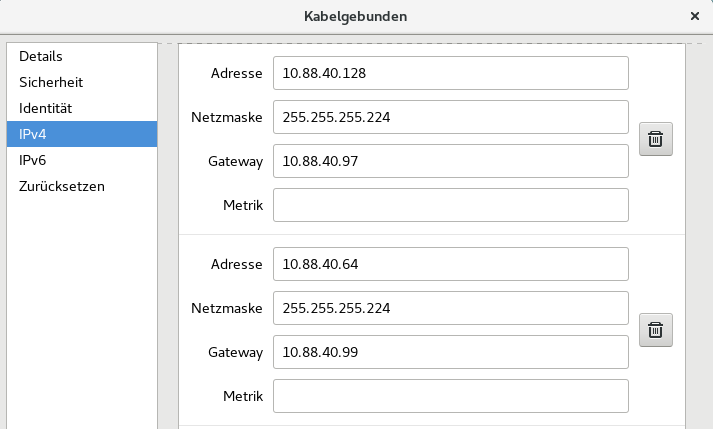 Kabelgebunden
Details
Sicherheit
Identität
IPv4
IPv6
Zurücksetzen
Adresse 10.88.40.128
Netzmaske 255.255.255.224
Gateway 10.88.40.97
Metrik
Adresse 10.88.40.64
Netzmaske 255.255.255.224
Gateway 10.88.40.99
Metrik